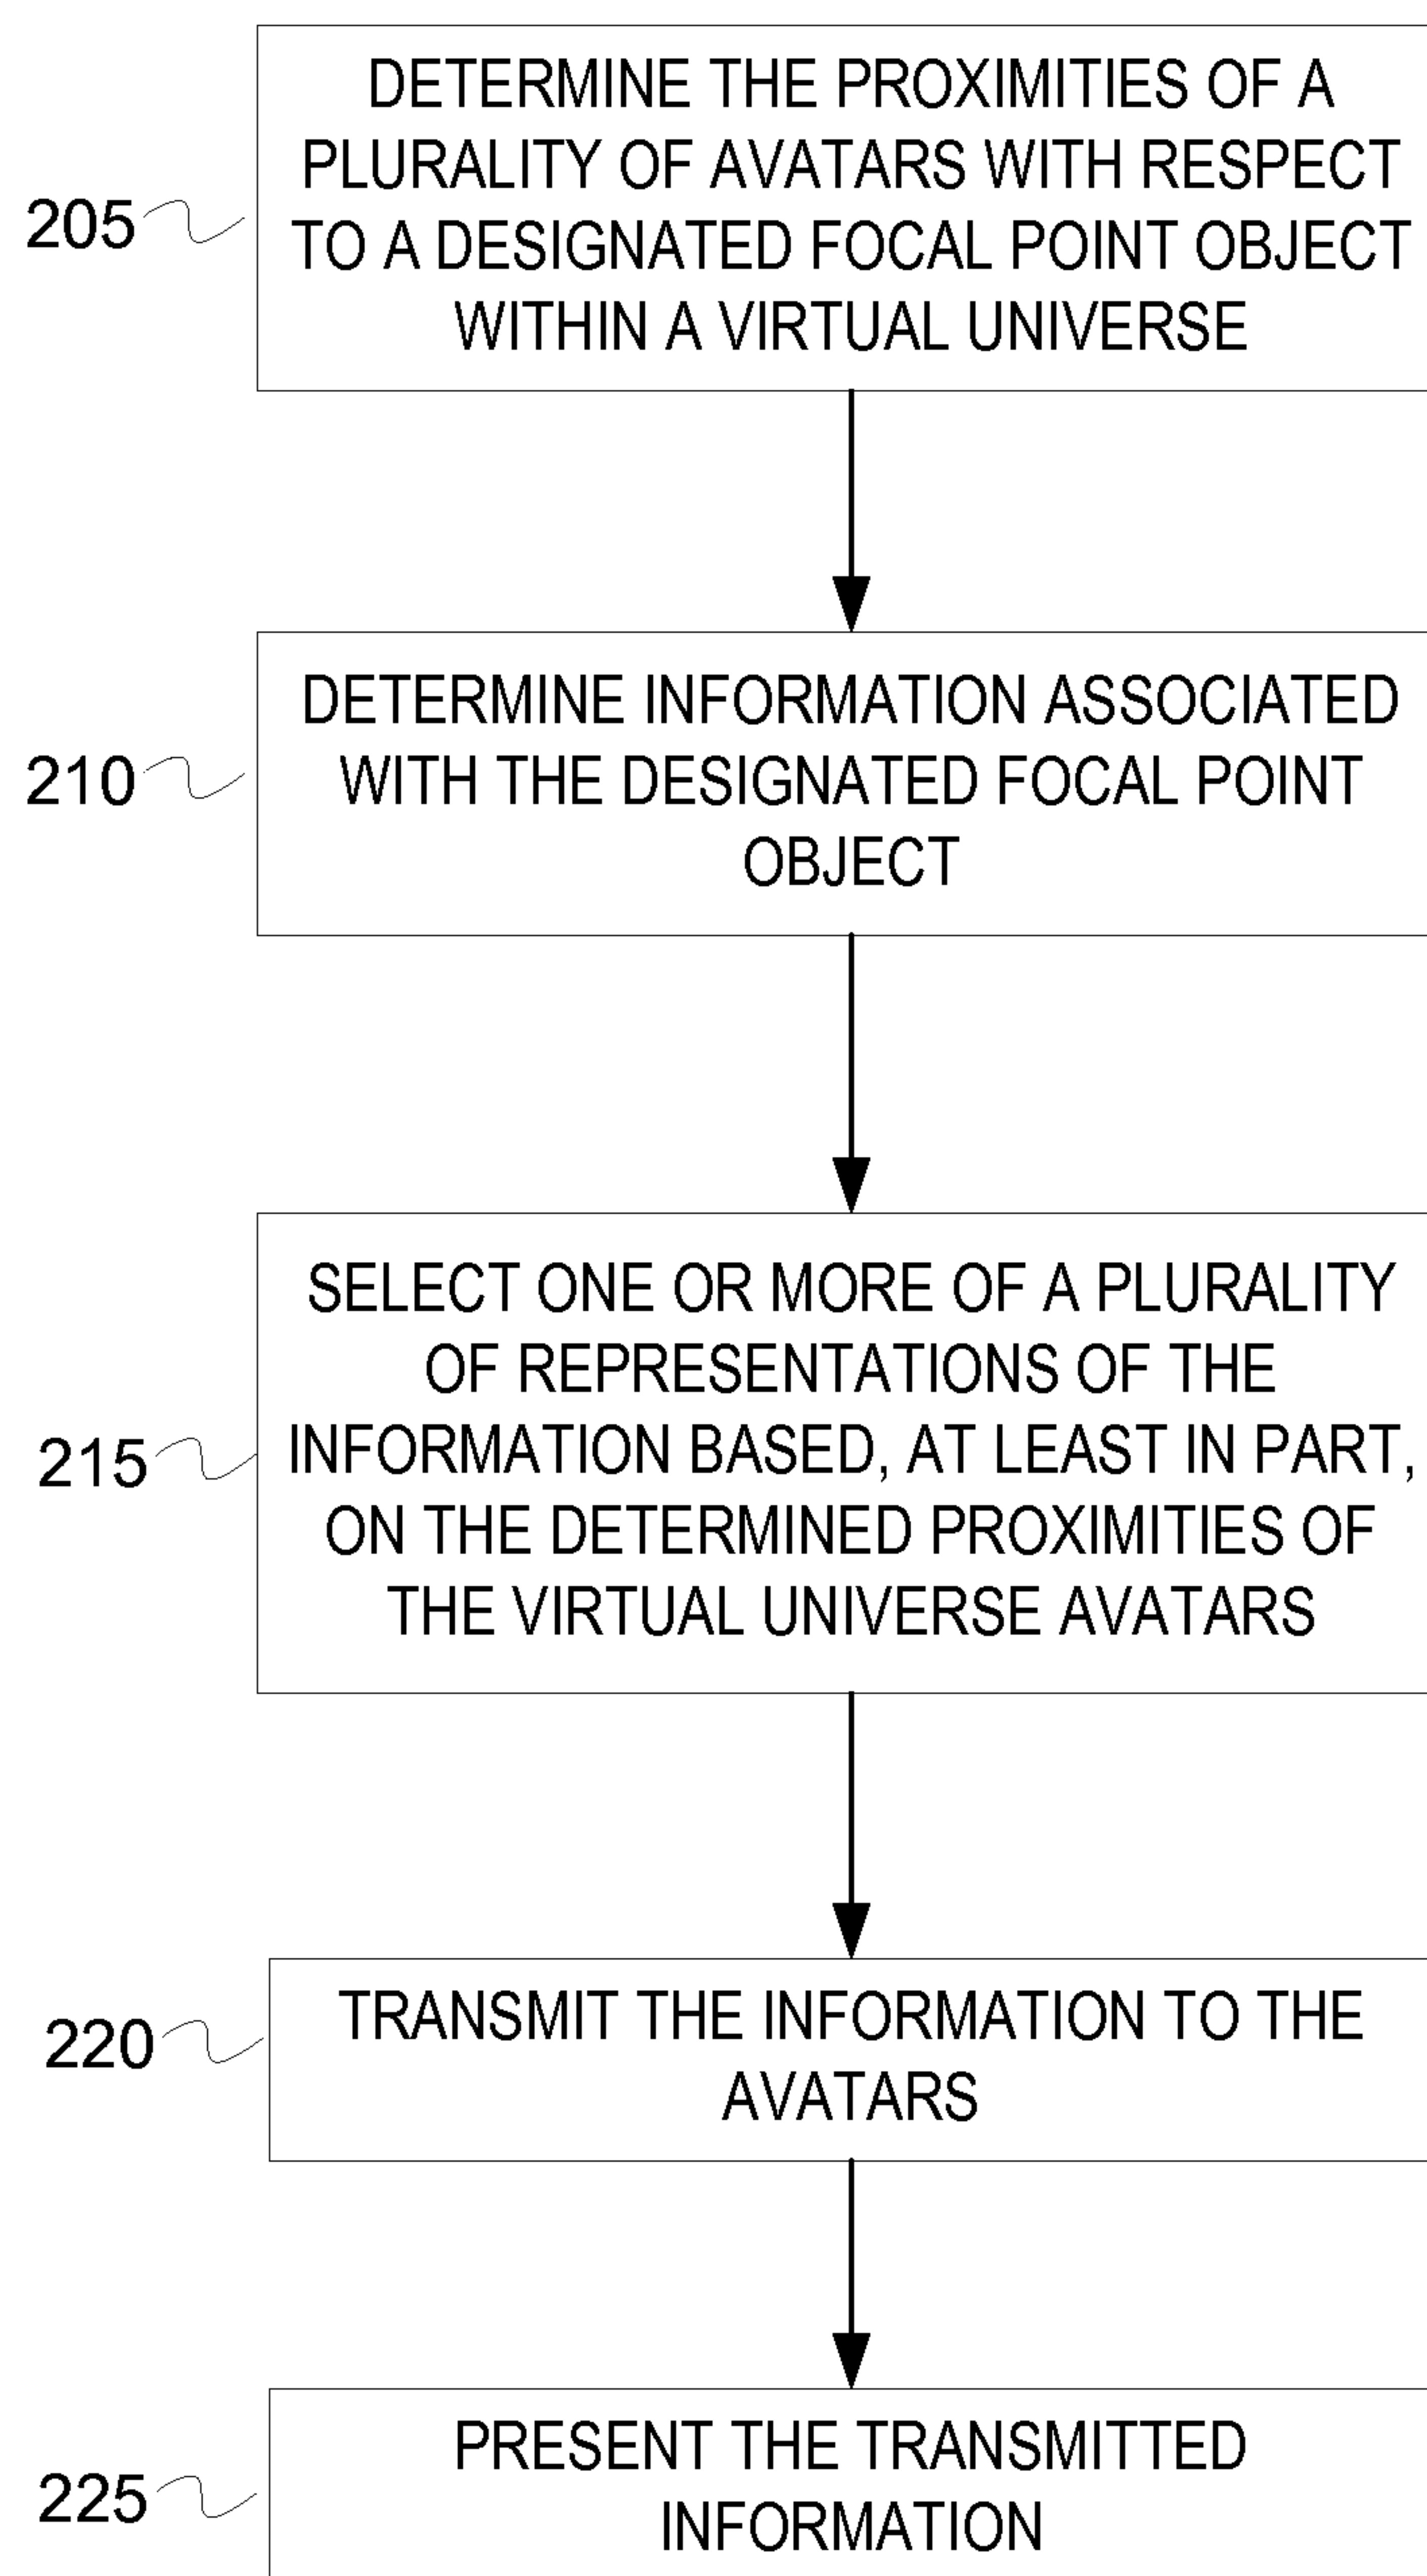 DETERMINE THE PROXIMITIES OF A
PLURALITY OF AVATARS WITH RESPECT
TO A DESIGNATED FOCAL POINT OBJECT
WITHIN A VIRTUAL UNIVERSE
205
DETERMINE INFORMATION ASSOCIATED
WITH THE DESIGNATED FOCAL POINT
OBJECT
210
SELECT ONE OR MORE OF A PLURALITY
OF REPRESENTATIONS OF THE
INFORMATION BASED, AT LEAST IN PART,
ON THE DETERMINED PROXIMITIES OF
THE VIRTUAL UNIVERSE AVATARS
215
TRANSMIT THE INFORMATION TO THE
AVATARS
220
PRESENT THE TRANSMITTED
INFORMATION
225